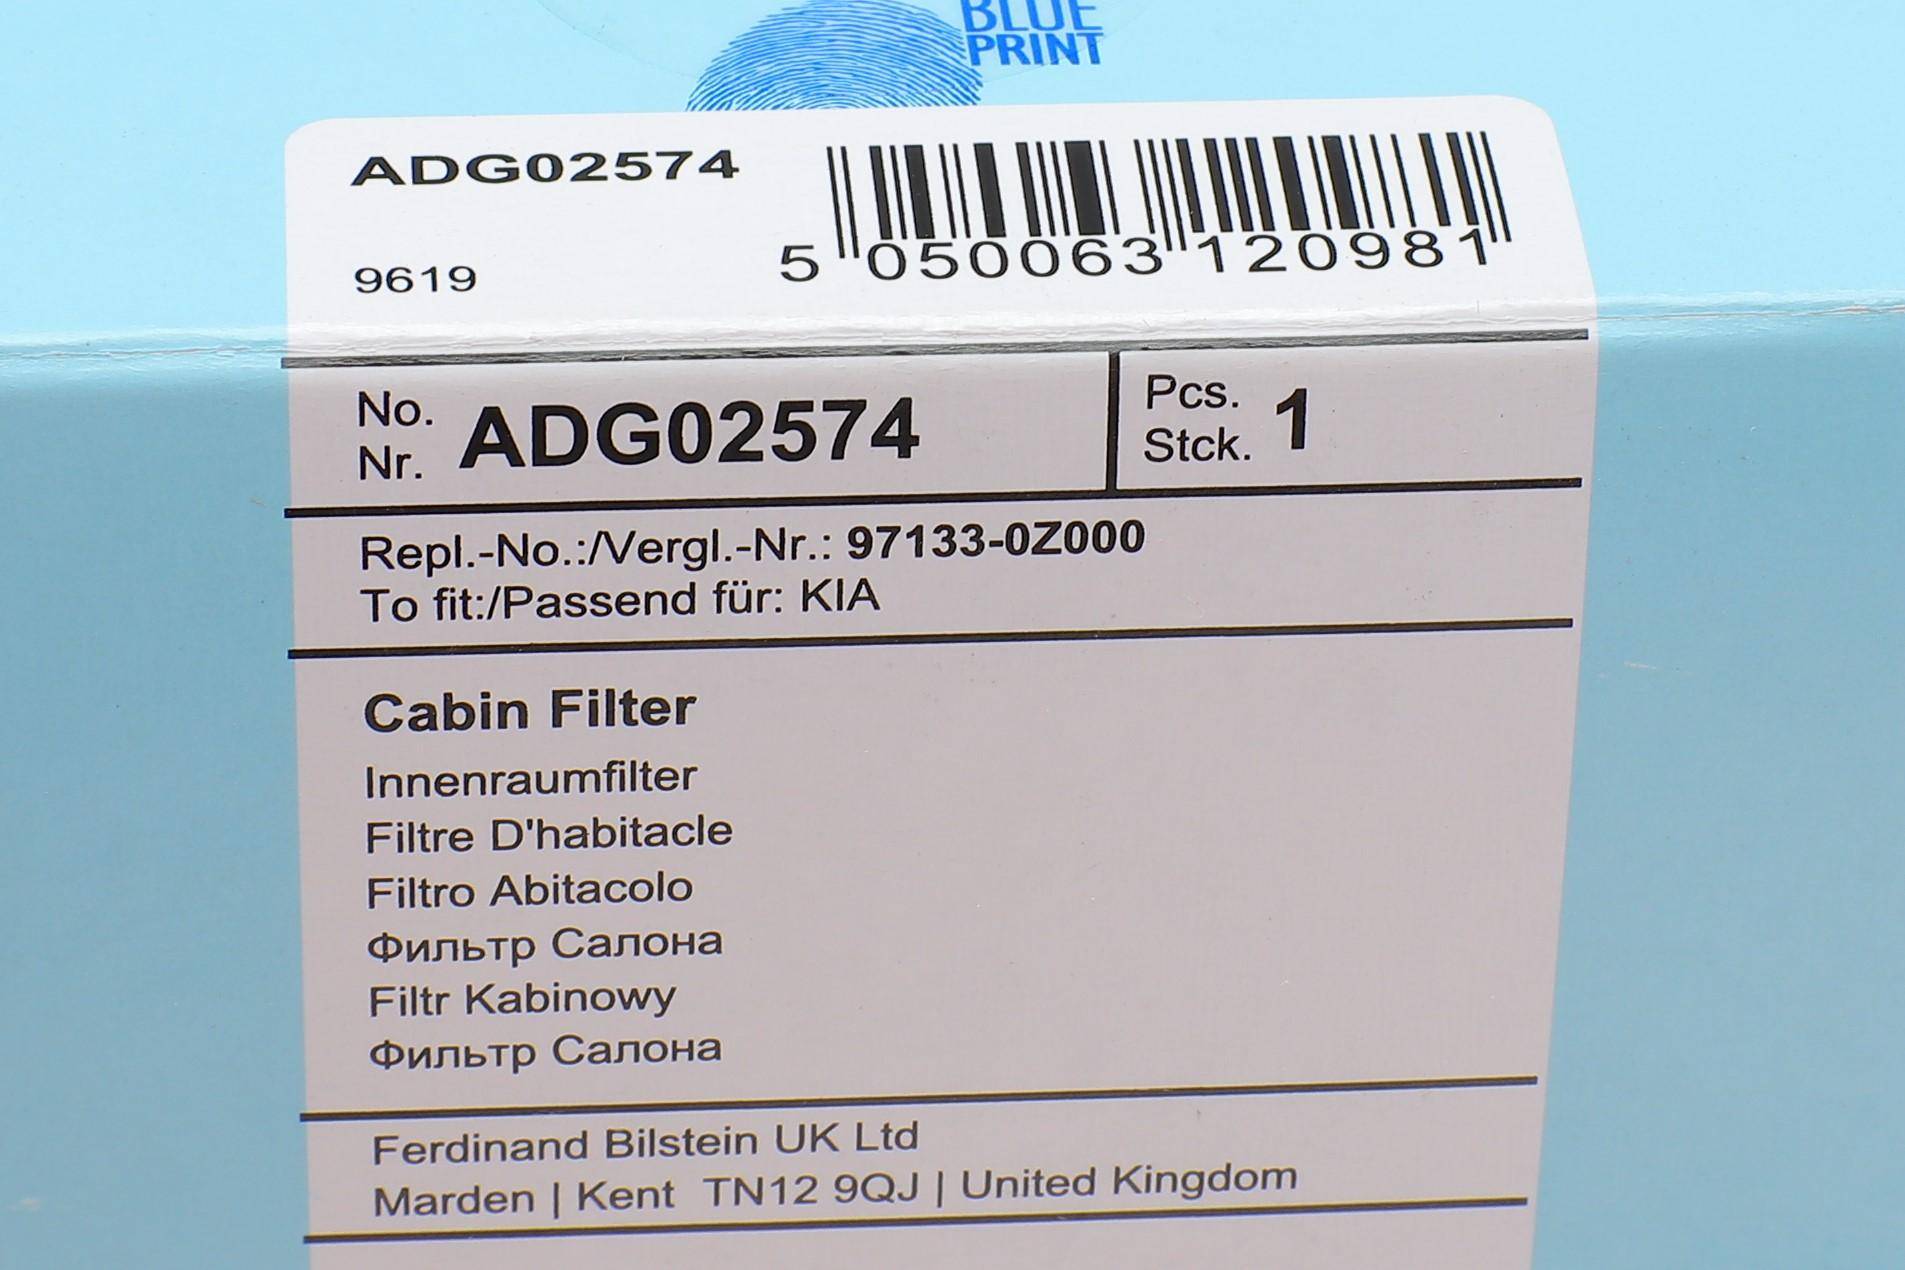 BLUE
PRINT
ADG02574
9619
5 050063 120981
No.
Nr. ADG02574
Pcs.
Stck. 1
Repl.-No.:/Vergl.-Nr.: 97133-0Z000
To fit:/Passend für: KIA
Cabin Filter
Innenraumfilter
Filtre D'habitacle
Filtro Abitacolo
Фильтр Салона
Filtr Kabinowy
Фильтр Салона
Ferdinand Bilstein UK Ltd
Marden | Kent TN12 9QJ | United Kingdom